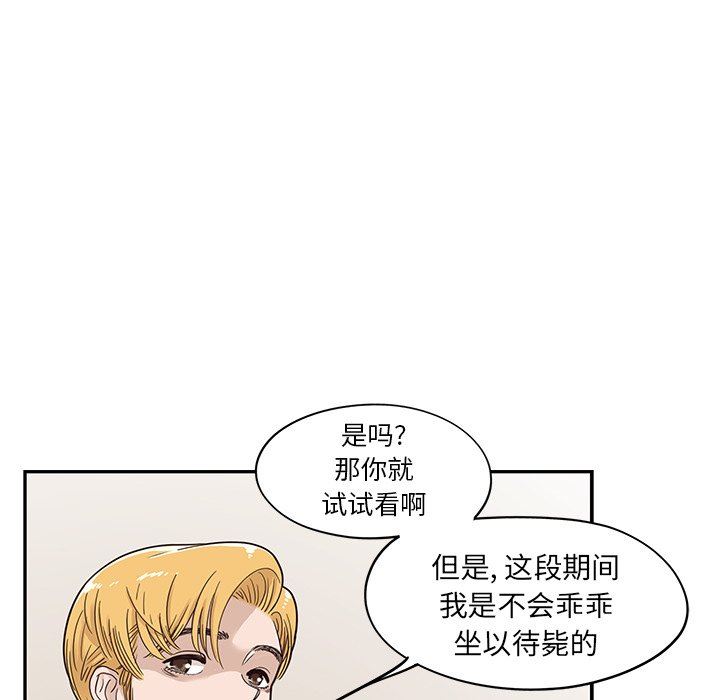 是吗?
那你就
试试看啊
但是, 这段期间
我是不会乖乖
坐以待毙的